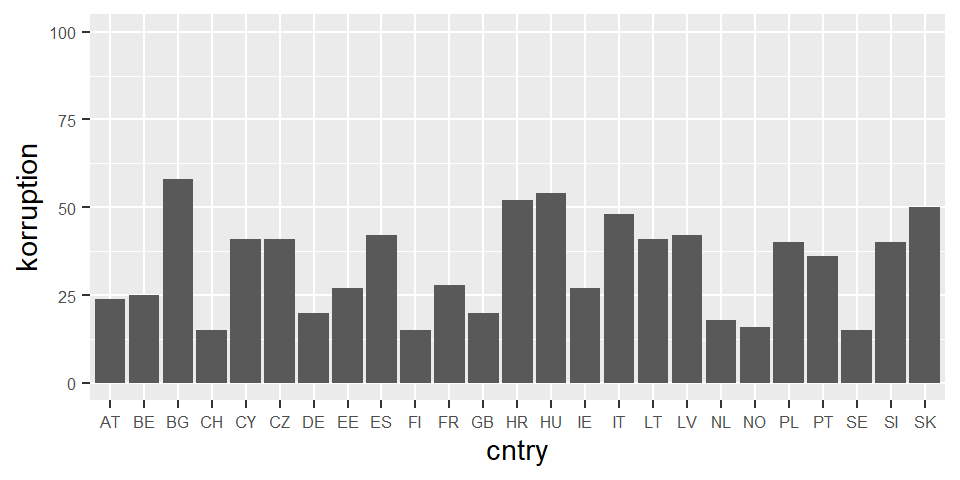 korruption
100
75
50
25
0
AT BE BG CH CY CZ DE EE ES FI FR GB HR HU IE IT LT LV NL NO PL PT SE SI SK
cntry